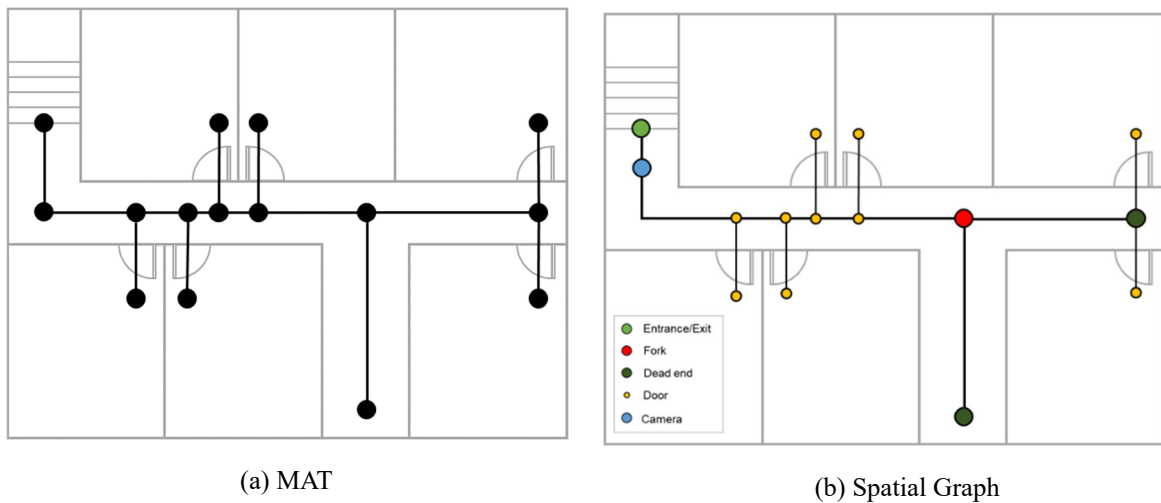 Entrance/Exit
Fork
Dead end
Door
Camera
(a) MAT
(b) Spatial Graph